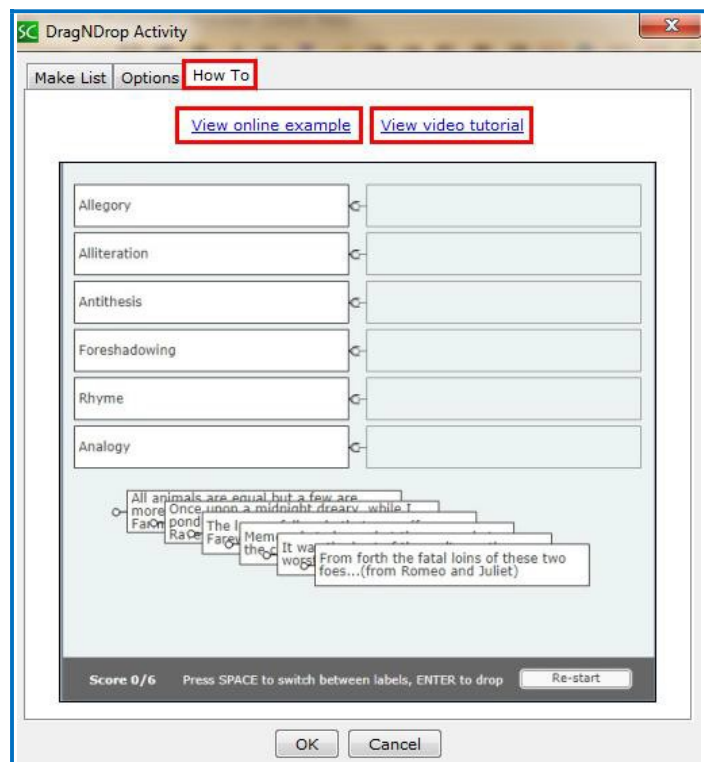 SC DragNDrop Activity
X
Make List Options How To
View online example View video tutorial
Allegory
Alliteration
Antithesis
Foreshadowing
Rhyme
Analogy
All animals are equal but a few are
more
Once upon a midnight dreary, while I
pond
The
Mem
the
It wa
worst
From forth the fatal loins of these two
foes...(from Romeo and Juliet)
Score 0/6 Press SPACE to switch between labels, ENTER to drop Re-start
OK Cancel